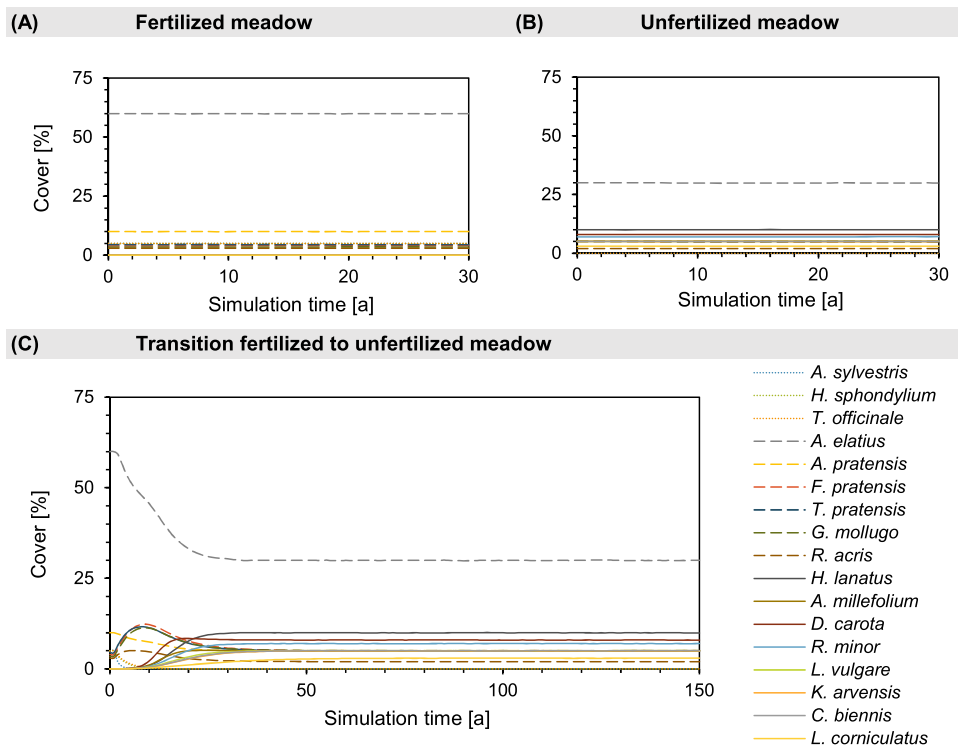 (A) Fertilized meadow
(B) Unfertilized meadow
Cover [%]
75
50
25
0
0 10 20 30
Simulation time [a]
75
50
25
0
0 10 20 30
Simulation time [a]
(C) Transition fertilized to unfertilized meadow
Cover [%]
75
50
25
0
0 50 100 150
Simulation time [a]
A. sylvestris
H. sphondylium
T. officinale
A. elatius
A. pratensis
F. pratensis
T. pratensis
G. mollugo
R. acris
H. lanatus
A. millefolium
D. carota
R. minor
L. vulgare
K. arvensis
C. biennis
L. corniculatus